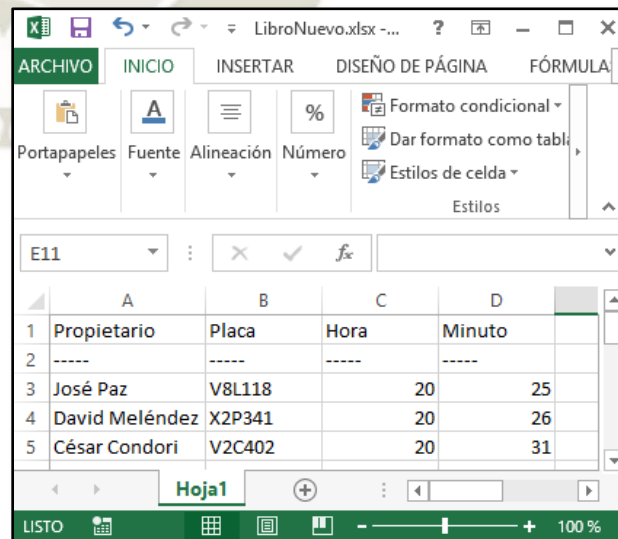 LibroNuevo.xlsx -... ?
ARCHIVO INICIO INSERTAR DISEÑO DE PÁGINA FÓRMULA
Portapapeles Fuente Alineación % Número
Formato condicional
Dar formato como tabla
Estilos de celda
Estilos
E11 fx
A B C D
1 Propietario Placa Hora Minuto
2 ----- ----- ----- -----
3 José Paz V8L118 20 25
4 David Meléndez X2P341 20 26
5 César Condori V2C402 20 31
Hoja1
LISTO - + 100 %